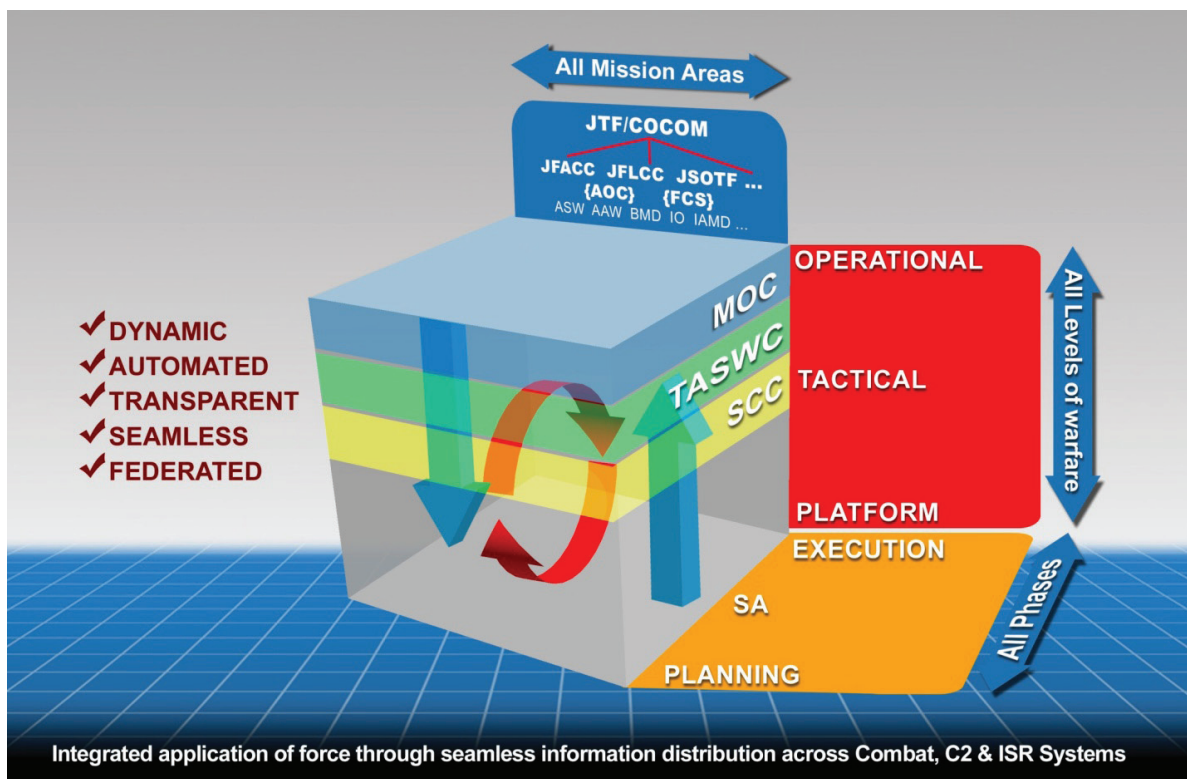 All Mission Areas
JTF/COCOM
JFACC JFLCC JSOTF ...
{AOC} {FCS}
ASW AAW BMD IO IAMD ...
MOC
TASWC
SCC
OPERATIONAL
TACTICAL
PLATFORM
All Levels of warfare
EXECUTION
SA
PLANNING
All Phases
DYNAMIC
AUTOMATED
TRANSPARENT
SEAMLESS
FEDERATED
Integrated application of force through seamless information distribution across Combat, C2 & ISR Systems